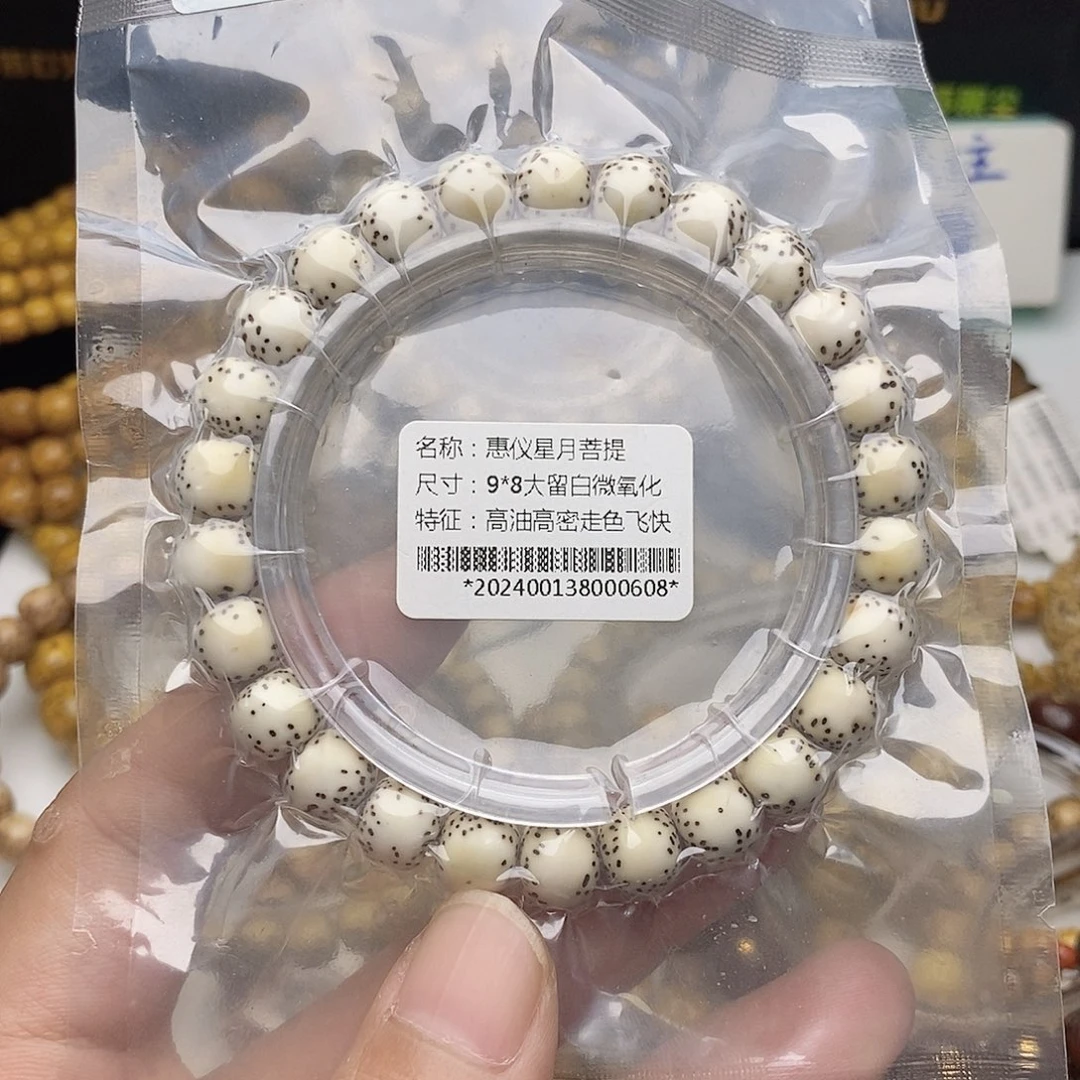 主
名称：惠仪星月菩提
尺寸：9*8大留白微氧化
特征：高油高密走色飞快
*202400138000608*